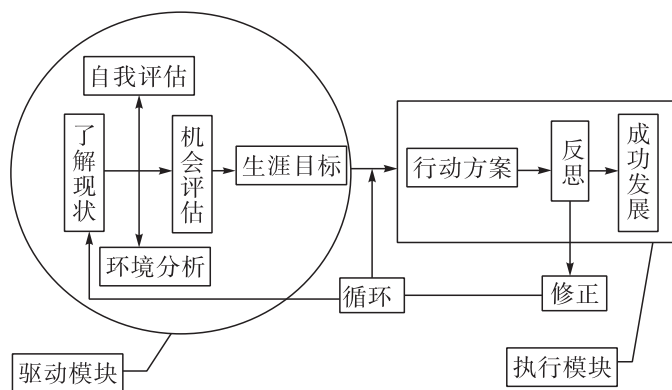 自我评估
了解现状
机会评估
生涯目标
环境分析
行动方案
反思
成功发展
循环
修正
驱动模块
执行模块